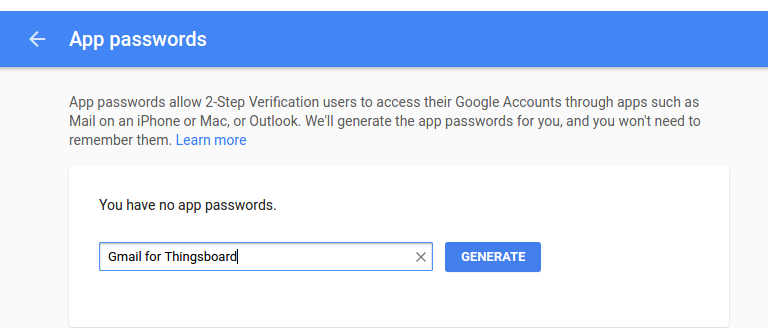 App passwords
App passwords allow 2-Step Verification users to access their Google Accounts through apps such as
Mail on an iPhone or Mac, or Outlook. We'll generate the app passwords for you, and you won't need to
remember them. Learn more
You have no app passwords.
Gmail for Thingsboard
GENERATE